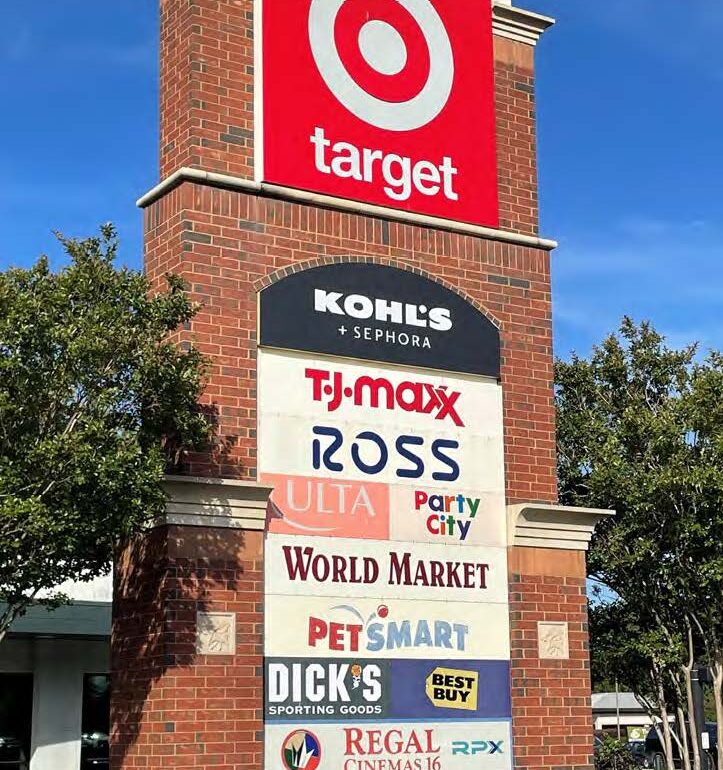 target
KOHL'S
+ SEPHORA
T·J·maxx
ROSS
ULTA
Party
City
WORLD MARKET
PETSMART
DICK'S
SPORTING GOODS
BEST
BUY
REGAL
CINEMAS 16
RPX